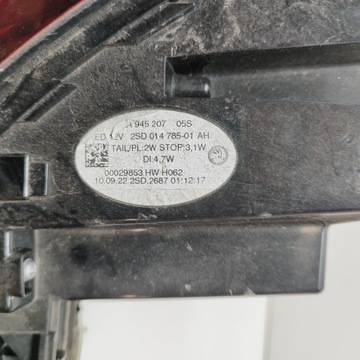 945 207 05S
12V 2SD 014 785-01 AH
TAIL/PL:2W STOP:3,1W
DI:4,7W
00029853 HW H062
10.09.22 2SD.2687 01:12:17